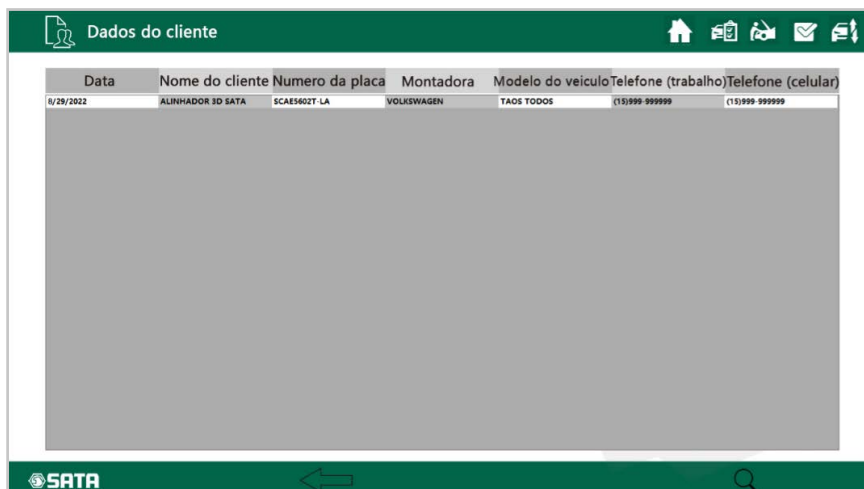 Dados do cliente
Data Nome do cliente Numero da placa Montadora Modelo do veiculo Telefone (trabalho) Telefone (celular)
8/29/2022 ALINHADOR 3D SATA SCAE5602T-LA VOLKSWAGEN TAOS TODOS (15)999-999999 (15)999-999999
SATA